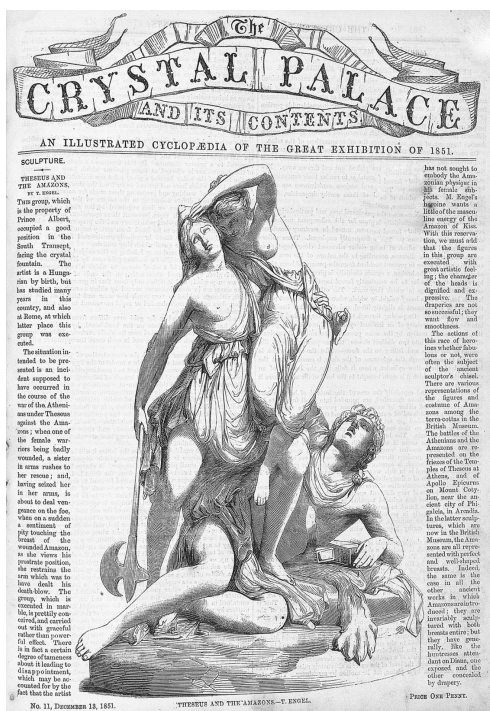 The
CRYSTAL PALACE
AND ITS CONTENTS
AN ILLUSTRATED CYCLOPÆDIA OF THE GREAT EXHIBITION OF 1851.
SCULPTURE.
THESEUS AND
THE AMAZONS,
BY T. ENGEL.
THIS group, which
is the property of
Prince Albert,
occupied a good
position in the
South Transept,
facing the crystal
fountain. The
artist is a Hunga-
rian by birth, but
has studied many
years in this
country, and also
at Rome, at which
latter place this
group was exe-
cuted.
The situation in-
tended to be pre-
sented is an inci-
dent supposed to
have occurred in
the course of the
war of the Atheni-
ans under Theseus
against the Ama-
zons; when one of
the female war-
riors being badly
wounded, a sister
in arms rushes to
her rescue; and,
having seized her
in her arms, is
about to deal ven-
geance on the foe,
when on a sudden
a sentiment of
pity touching the
breast of the
wounded Amazon,
as she views his
prostrate position,
she restrains the
arm which was to
have dealt his
death-blow. The
group, which is
executed in mar-
ble, is prettily con-
ceived, and carried
out with graceful
rather than power-
ful effect. There
is in fact a certain
degree of tameness
about it leading to
disappointment,
which may be ac-
counted for by the
fact that the artist
has not sought to
embody the Ama-
zonian physique in
his female sub-
jects. M. Engel's
heroine wants a
little of the mascu-
line energy of the
Amazon of Kiss.
With this reserva-
tion, we must add
that the figures
in this group are
executed with
great artistic feel-
ing; the character
of the heads is
dignified and ex-
pressive. The
draperies are not
so successful; they
want flow and
smoothness.
The actions of
this race of hero-
ines whether fabu-
lous or not, were
often the subject
of the ancient
sculptor's chisel.
There are various
representations of
the figures and
costume of Ama-
zons among the
terra-cottas in the
British Museum.
The battles of the
Athenians and the
Amazons are re-
presented on the
friezes of the Tem-
ples of Theseus at
Athens, and of
Apollo Epicurus
on Mount Coty-
lion, near the an-
cient city of Phi-
galeia, in Arcadia.
In the latter sculp-
tures, which are
now in the British
Museum, the Ama-
zons are all repre-
sented with perfect
and well-shaped
breasts. Indeed,
the same is the
case in all the
other ancient
works in which
Amazons are intro-
duced; they are
invariably sculp-
tured with both
breasts entire; but
they have gene-
rally, like the
huntresses atten-
dant on Diana, one
exposed and the
other concealed
by drapery.
No. 11, DECEMBER 13, 1851.
THESEUS AND THE AMAZONS.—T. ENGEL.
PRICE ONE PENNY.